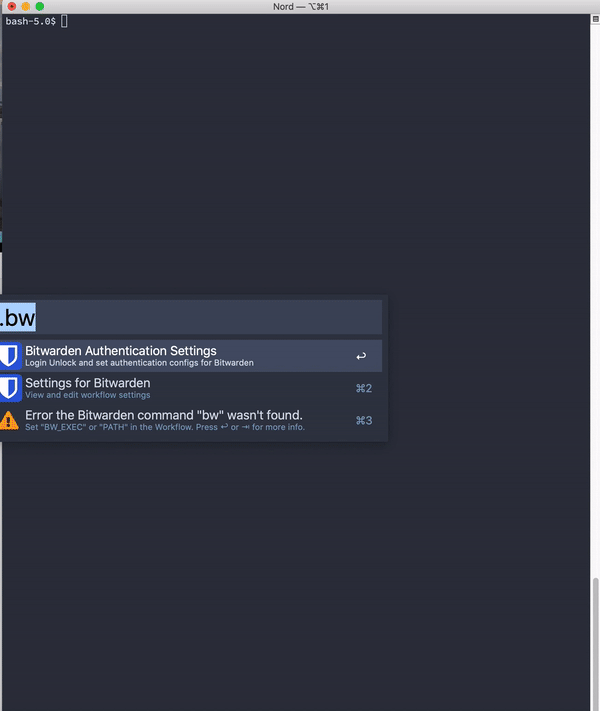 Nord — ⌥⌘1
bash-5.0$
.bw
Bitwarden Authentication Settings
Login Unlock and set authentication configs for Bitwarden
↩
Settings for Bitwarden
View and edit workflow settings
⌘2
Error the Bitwarden command "bw" wasn't found.
Set "BW_EXEC" or "PATH" in the Workflow. Press ↩ or ⇥ for more info.
⌘3